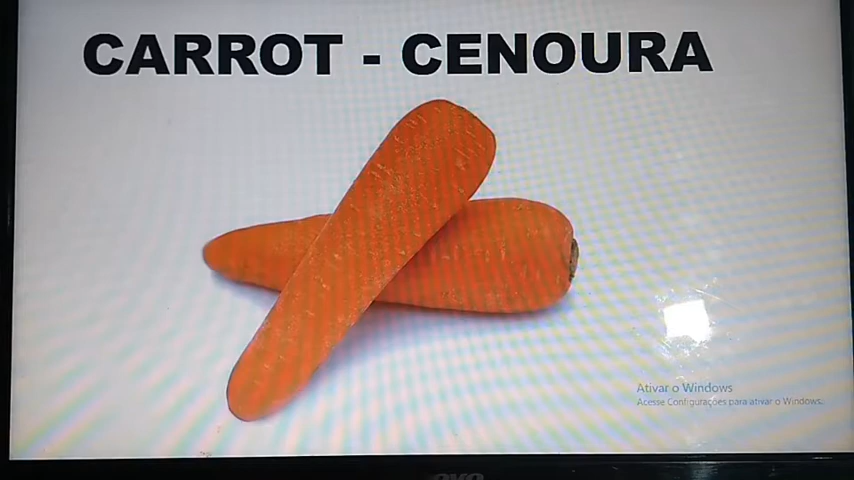 CARROT - CENOURA
Ativar o Windows
Acesse Configurações para ativar o Windows.